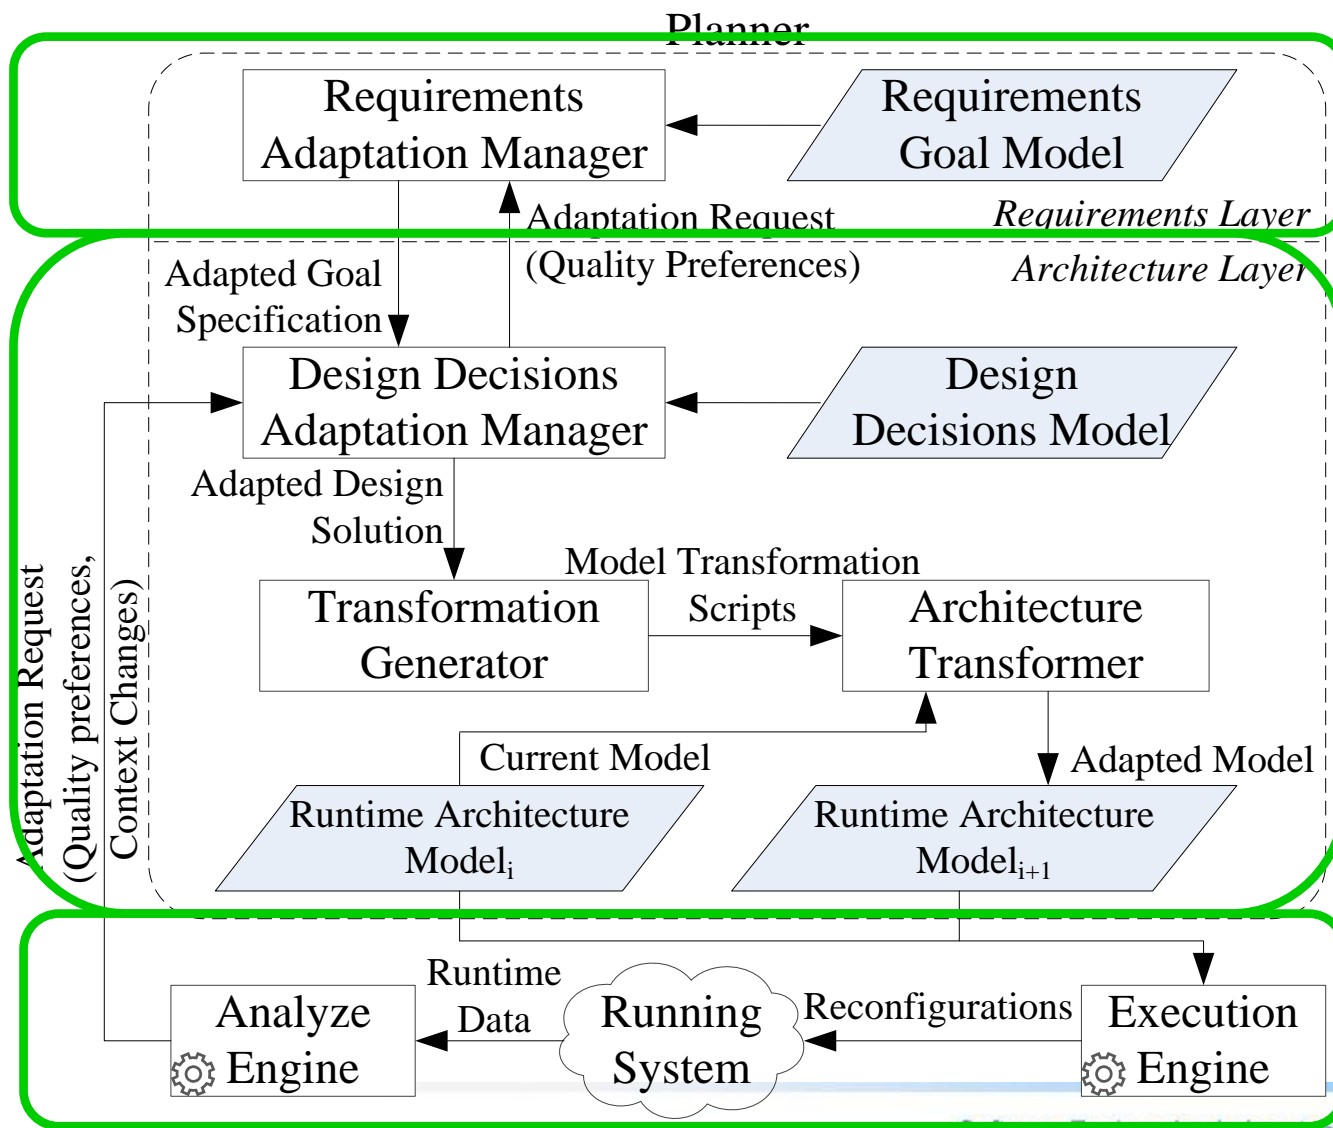 Planner
Requirements
Adaptation Manager
Requirements
Goal Model
Adaptation Request
(Quality Preferences)
Requirements Layer
Architecture Layer
Adapted Goal
Specification
Design Decisions
Adaptation Manager
Design
Decisions Model
Adapted Design
Solution
Model Transformation
Scripts
Transformation
Generator
Architecture
Transformer
Adaptation Request
(Quality preferences,
Context Changes)
Current Model
Adapted Model
Runtime Architecture
Modelᵢ
Runtime Architecture
Modelᵢ₊₁
Runtime
Data
Analyze
Engine
Running
System
Reconfigurations
Execution
Engine